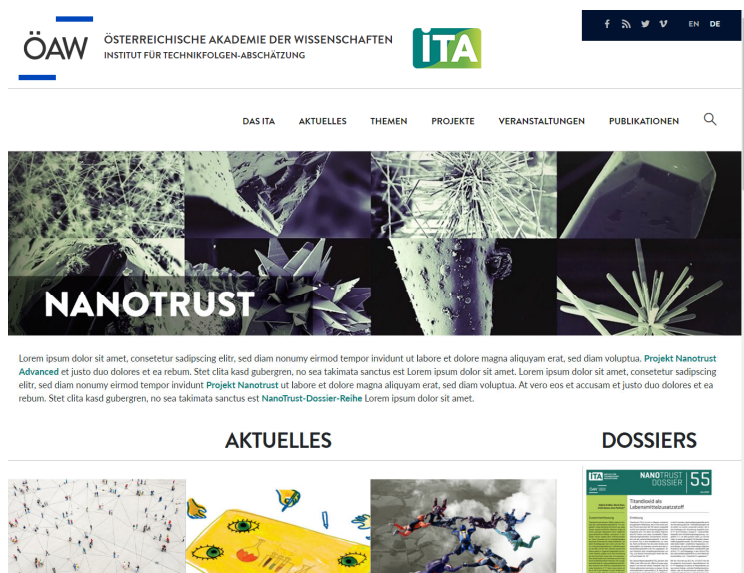 ÖAW
ÖSTERREICHISCHE AKADEMIE DER WISSENSCHAFTEN
INSTITUT FÜR TECHNIKFOLGEN-ABSCHÄTZUNG
iTA
EN DE
DAS ITA AKTUELLES THEMEN PROJEKTE VERANSTALTUNGEN PUBLIKATIONEN
NANOTRUST
Lorem ipsum dolor sit amet, consetetur sadipscing elitr, sed diam nonumy eirmod tempor invidunt ut labore et dolore magna aliquyam erat, sed diam voluptua. Projekt Nanotrust
Advanced et justo duo dolores et ea rebum. Stet clita kasd gubergren, no sea takimata sanctus est Lorem ipsum dolor sit amet. Lorem ipsum dolor sit amet, consetetur sadipscing
elitr, sed diam nonumy eirmod tempor invidunt Projekt Nanotrust ut labore et dolore magna aliquyam erat, sed diam voluptua. At vero eos et accusam et justo duo dolores et ea
rebum. Stet clita kasd gubergren, no sea takimata sanctus est NanoTrust-Dossier-Reihe Lorem ipsum dolor sit amet.
AKTUELLES DOSSIERS
iTA
NANOTRUST
DOSSIER
55
ÖAW
Titandioxid als
Lebensmittelzusatzstoff